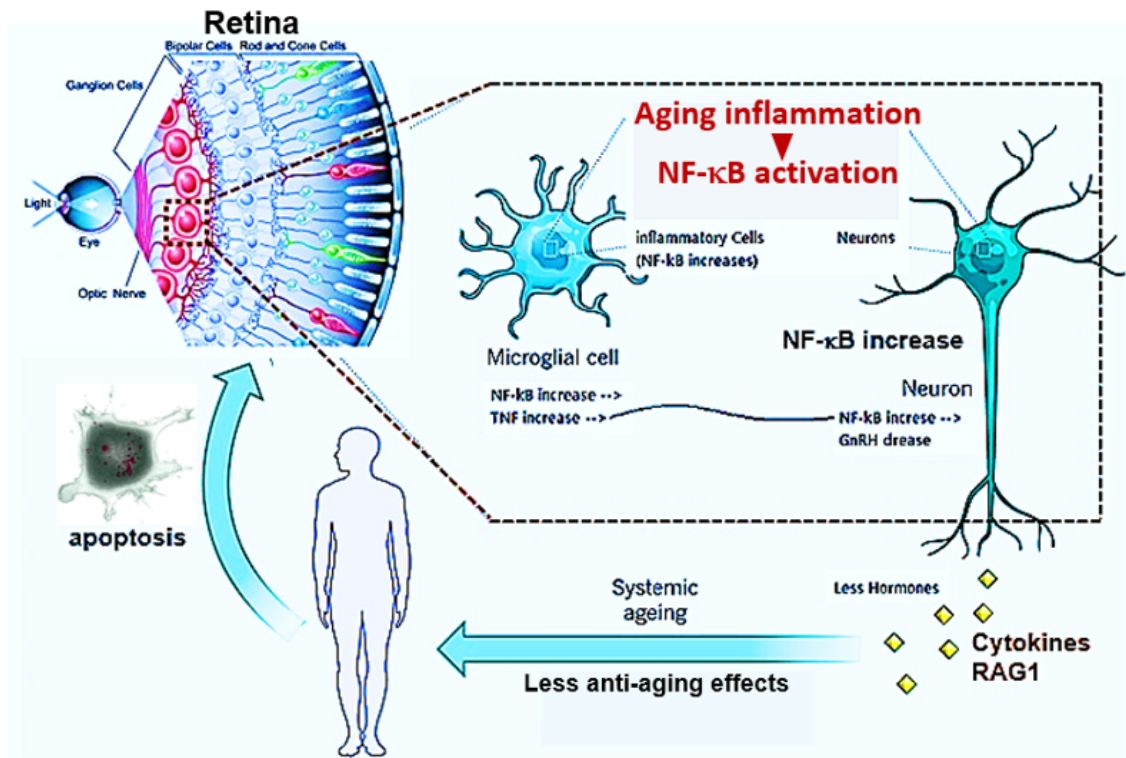 Retina
Bipolar Cells Rod and Cone Cells
Ganglion Cells
Light
Eye
Optic Nerve
Aging inflammation
NF-κB activation
inflammatory Cells
(NF-kB increases)
Neurons
NF-κB increase
Microglial cell
Neuron
NF-kB increase -->
TNF increase -->
NF-kB increse -->
GnRH drease
apoptosis
Systemic
ageing
Less anti-aging effects
Less Hormones
Cytokines
RAG1